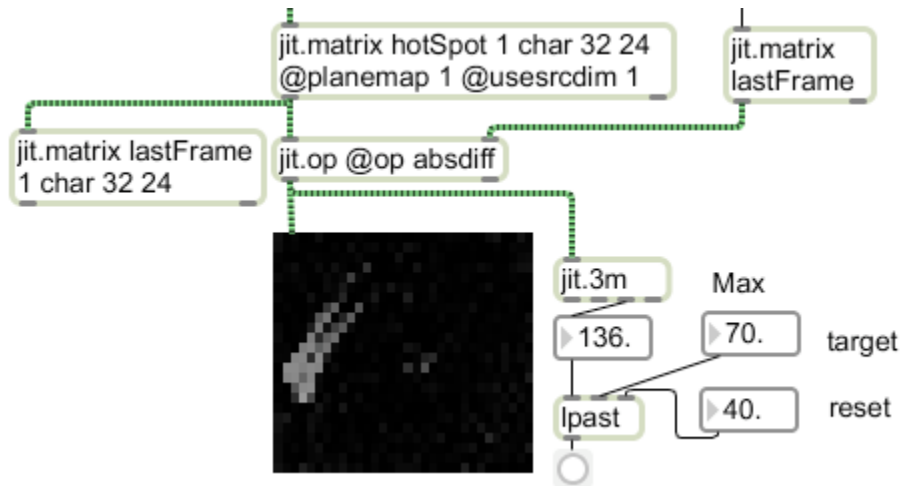 jit.matrix hotSpot 1 char 32 24
@planemap 1 @usesrcdim 1
jit.matrix
lastFrame
jit.matrix lastFrame
1 char 32 24
jit.op @op absdiff
jit.3m
Max
136.
70.
target
lpast
40.
reset